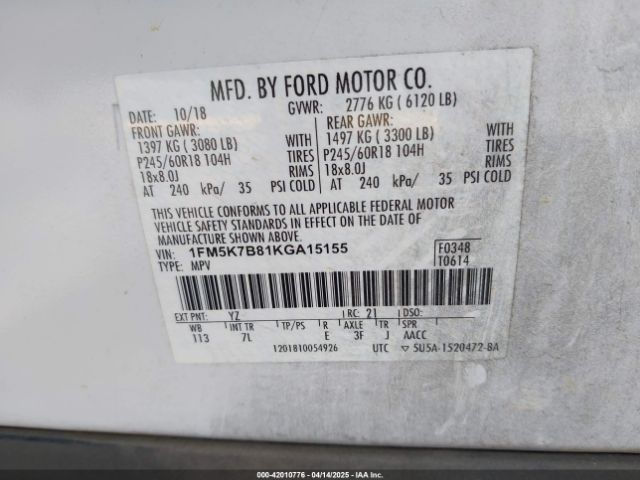 MFD. BY FORD MOTOR CO.
DATE: 10/18 GVWR: 2776 KG ( 6120 LB)
FRONT GAWR: REAR GAWR:
1397 KG ( 3080 LB) WITH 1497 KG ( 3300 LB) WITH
P245/60R18 104H TIRES P245/60R18 104H TIRES
18x8.0J RIMS 18x8.0J RIMS
AT 240 kPa/ 35 PSI COLD AT 240 kPa/ 35 PSI COLD
THIS VEHICLE CONFORMS TO ALL APPLICABLE FEDERAL MOTOR
VEHICLE SAFETY STANDARDS IN EFFECT ON THE DATE OF
MANUFACTURE SHOWN ABOVE.
VIN: 1FM5K7B81KGA15155 F0348
TYPE: MPV T0614
EXT PNT: YZ RC: 21 DSO:
WB INT TR TP/PS R AXLE TR SPR
113 7L E 3F J AACC
1201810054926 UTC ▽ SU5A-1520472-BA
000-42010776 - 04/14/2025 - IAAI.COM